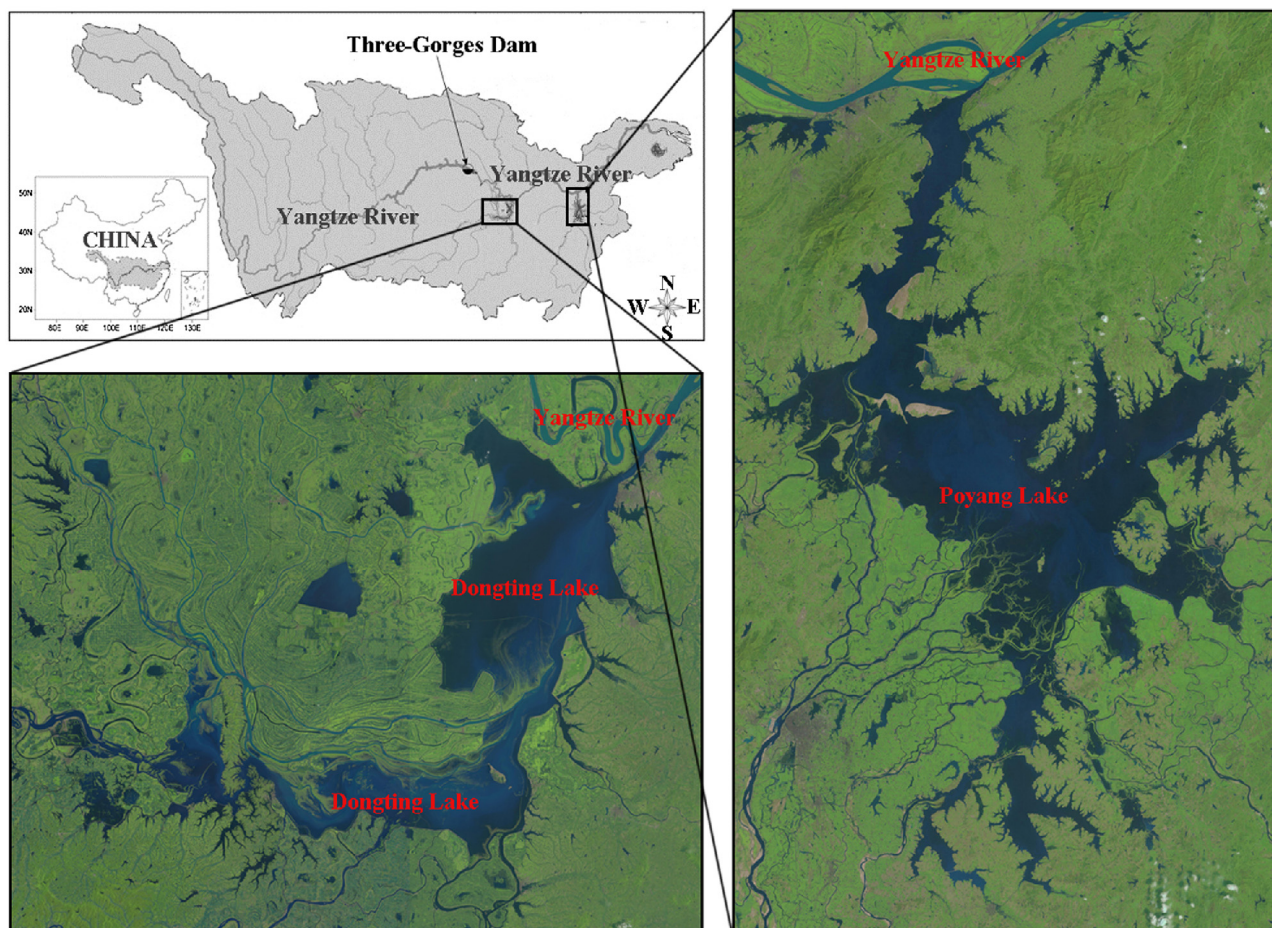 Three-Gorges Dam
Yangtze River
Yangtze River
50N
40N
30N
20N
CHINA
80E 90E 100E 110E 120E 130E
N
W E
S
Yangtze River
Dongting Lake
Dongting Lake
Yangtze River
Poyang Lake